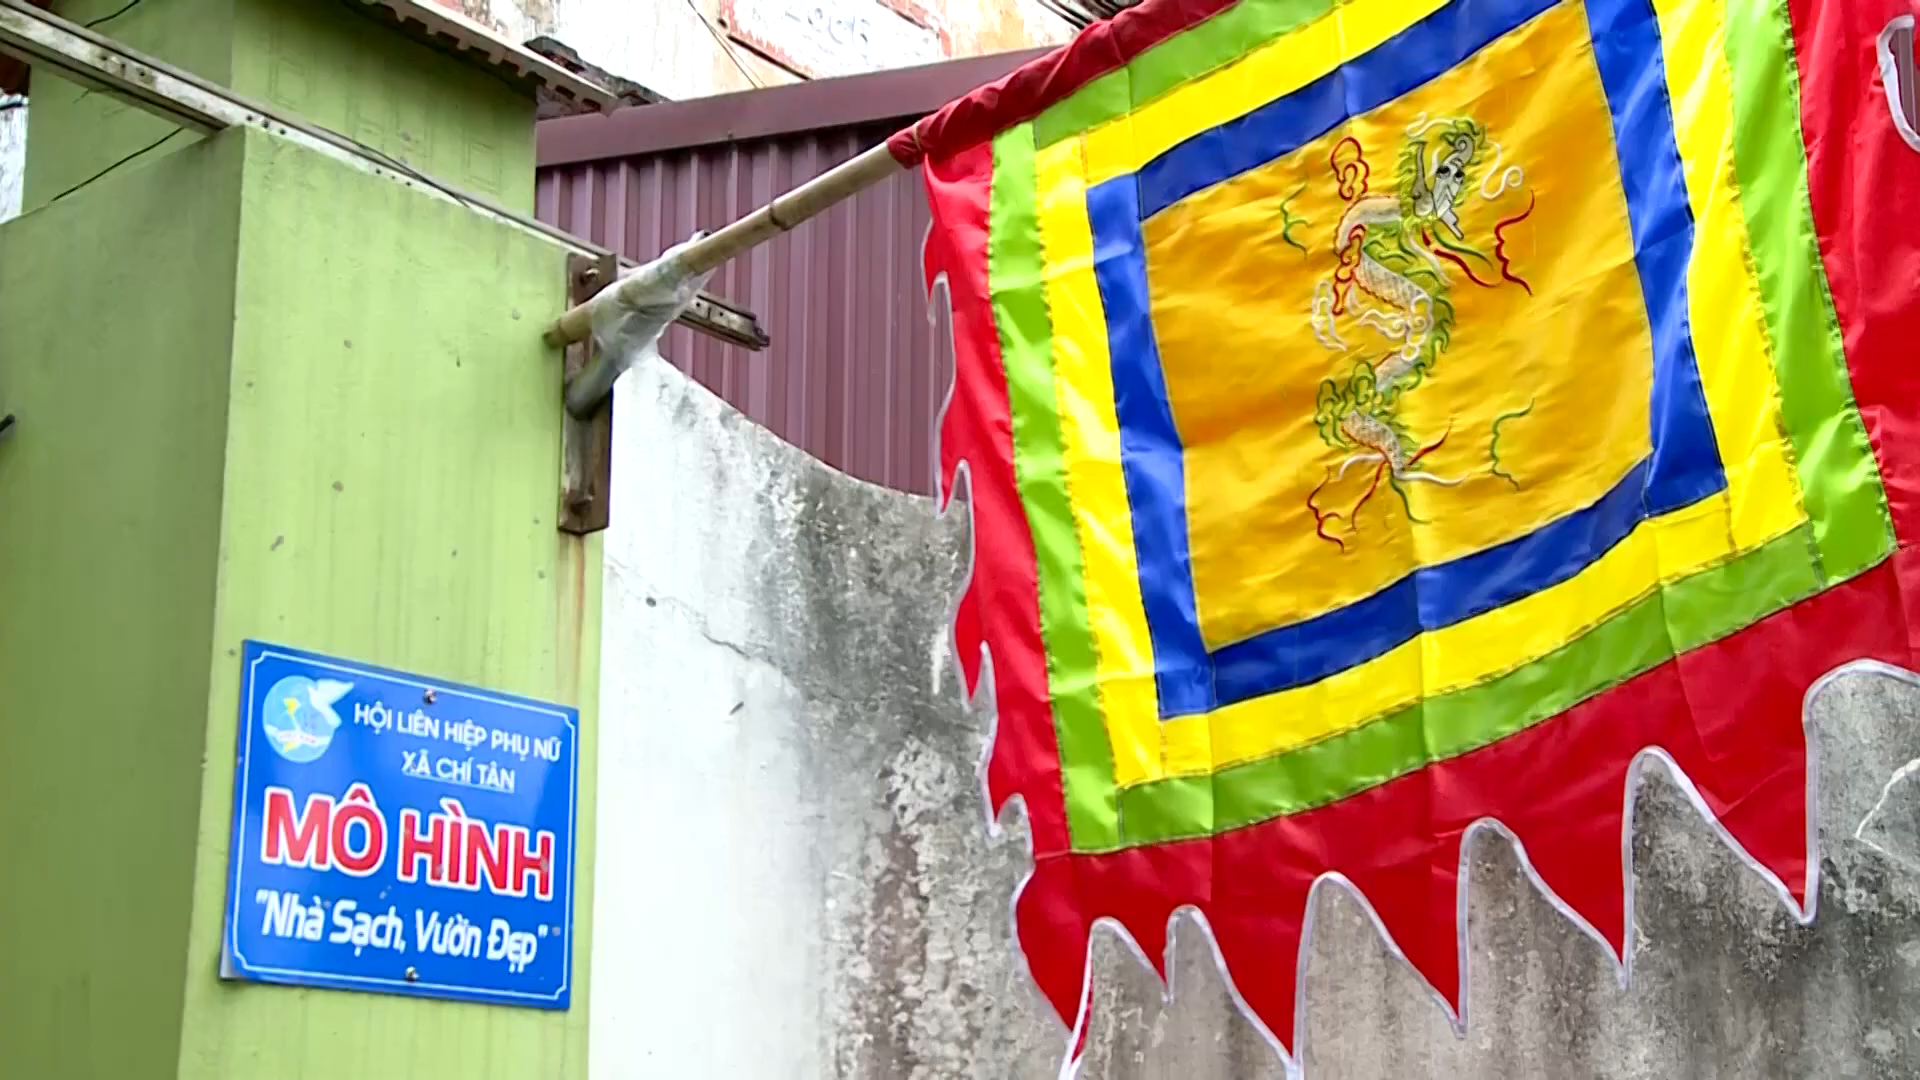 HỘI LIÊN HIỆP PHỤ NỮ
XÃ CHÍ TÂN
MÔ HÌNH
"Nhà Sạch, Vườn Đẹp"